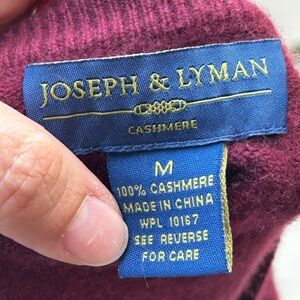 JOSEPH & LYMAN
CASHMERE
M
100% CASHMERE
MADE IN CHINA
WPL 10167
SEE REVERSE
FOR CARE